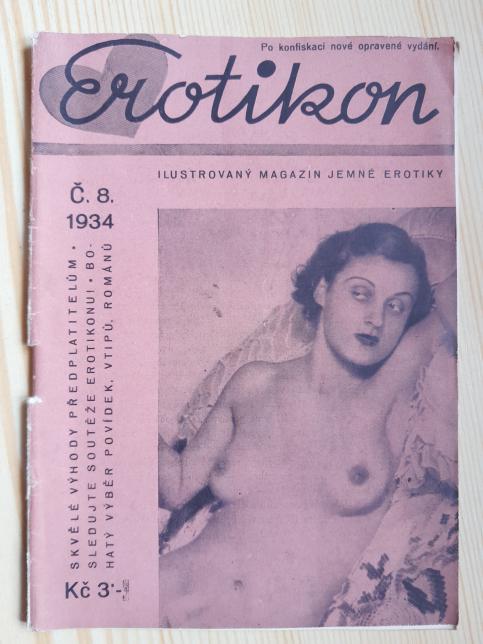 Po konfiskaci nové opravené vydání.
Erotikon
ILUSTROVANÝ MAGAZIN JEMNÉ EROTIKY
Č. 8.
1934
SKVĚLÉ VÝHODY PŘEDPLATITELŮM •
SLEDUJTE SOUTĚŽE EROTIKONU! • BO-
HATÝ VÝBĚR POVÍDEK, VTIPŮ, ROMÁNŮ
Kč 3·-